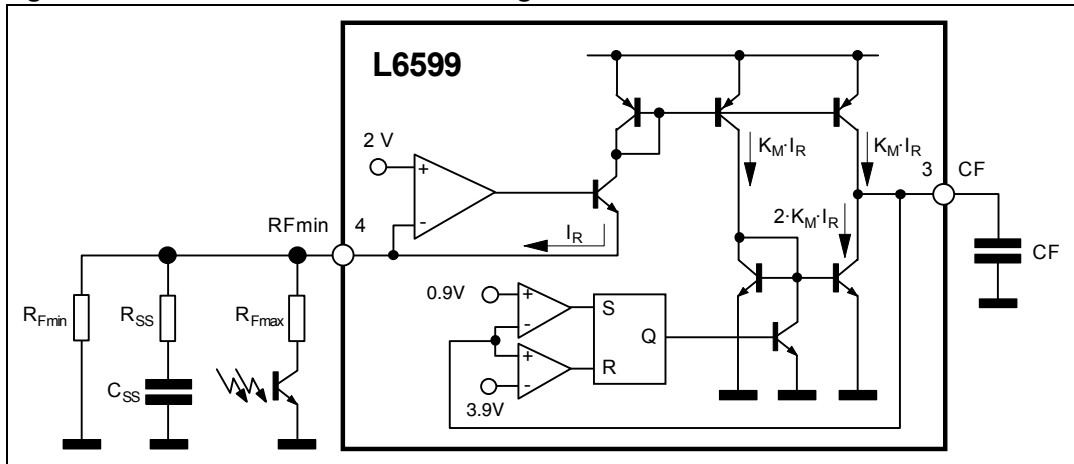 L6599
2 V
+
-
RFmin
4
I_R
K_M·I_R
K_M·I_R
3
CF
2·K_M·I_R
CF
R_Fmin
R_SS
R_Fmax
C_SS
0.9V
+
-
+
-
3.9V
S
R
Q